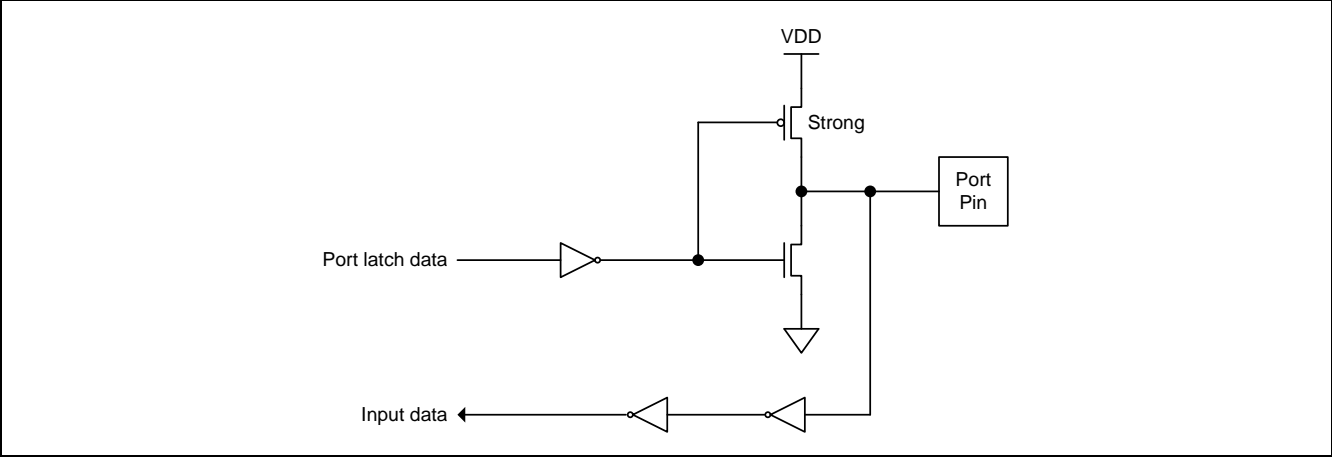 VDD
Strong
Port
Pin
Port latch data
Input data